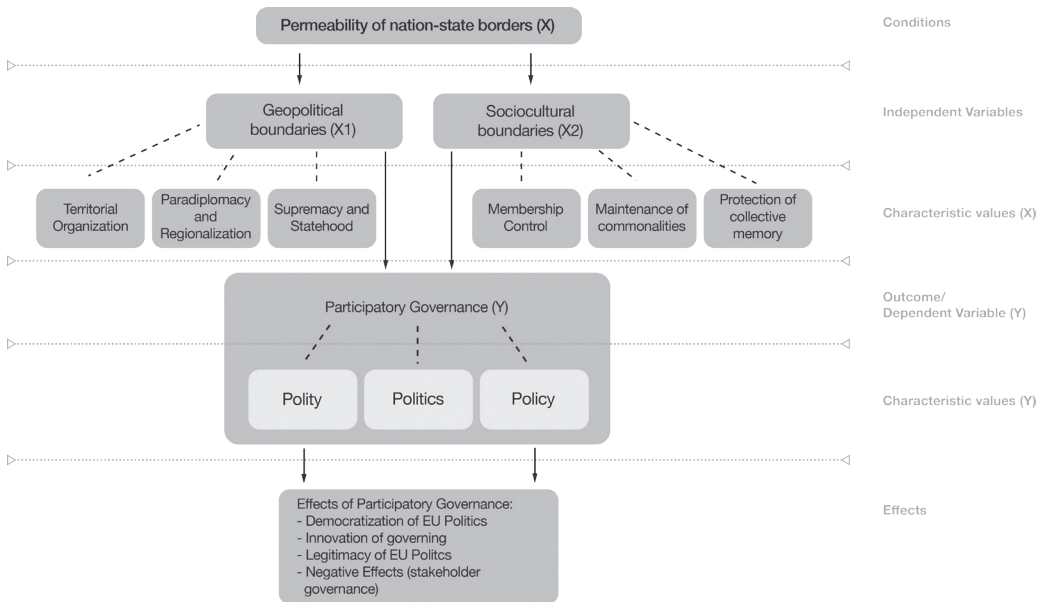 Permeability of nation-state borders (X)
Conditions
Geopolitical
boundaries (X1)
Sociocultural
boundaries (X2)
Independent Variables
Territorial
Organization
Paradiplomacy
and
Regionalization
Supremacy and
Statehood
Membership
Control
Maintenance of
commonalities
Protection of
collective
memory
Characteristic values (X)
Participatory Governance (Y)
Outcome/
Dependent Variable (Y)
Polity
Politics
Policy
Characteristic values (Y)
Effects of Participatory Governance:
- Democratization of EU Politics
- Innovation of governing
- Legitimacy of EU Politcs
- Negative Effects (stakeholder
governance)
Effects